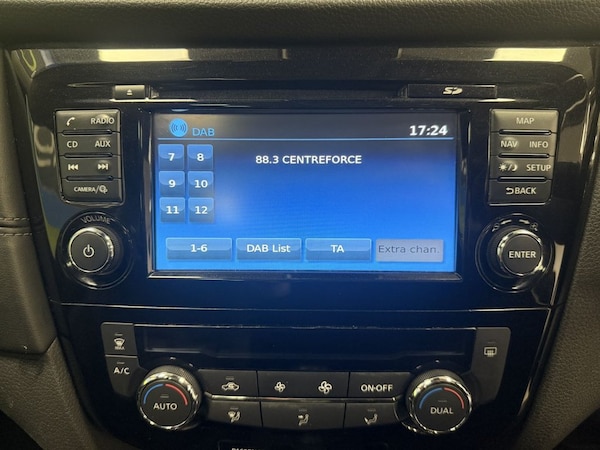 SD
RADIO
CD AUX
CAMERA/
VOLUME
DAB 17:24
88.3 CENTREFORCE
7 8
9 10
11 12
1-6 DAB List TA Extra chan.
MAP
NAV INFO
SETUP
BACK
ENTER
A/C
AUTO
ON·OFF
DUAL